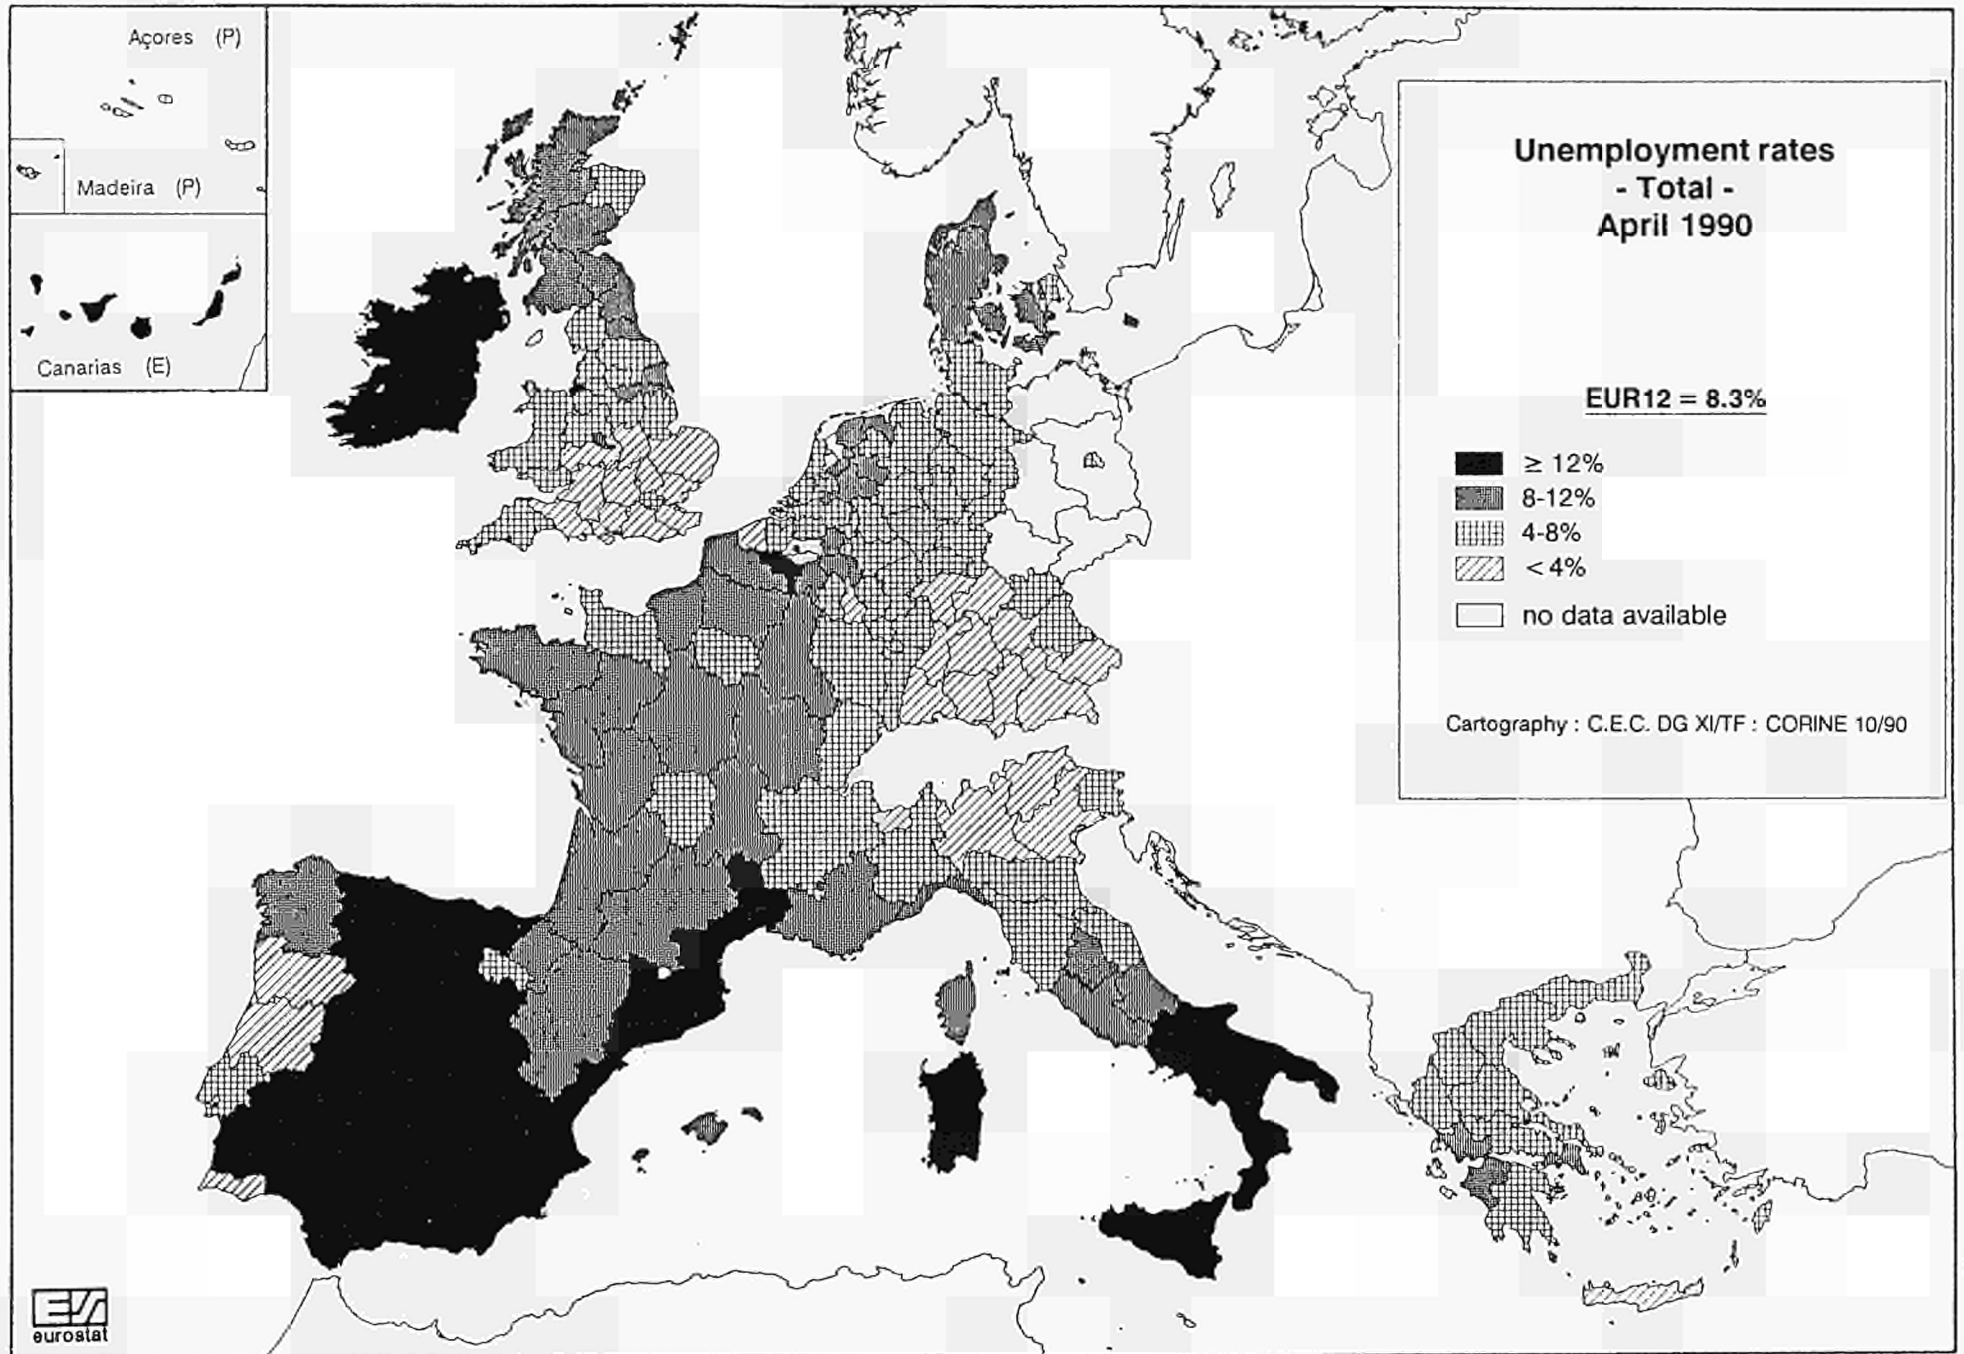 Açores (P)
Madeira (P)
Canarias (E)
Unemployment rates
- Total -
April 1990
EUR12 = 8.3%
≥ 12%
8-12%
4-8%
< 4%
no data available
Cartography : C.E.C. DG XI/TF : CORINE 10/90
eurostat